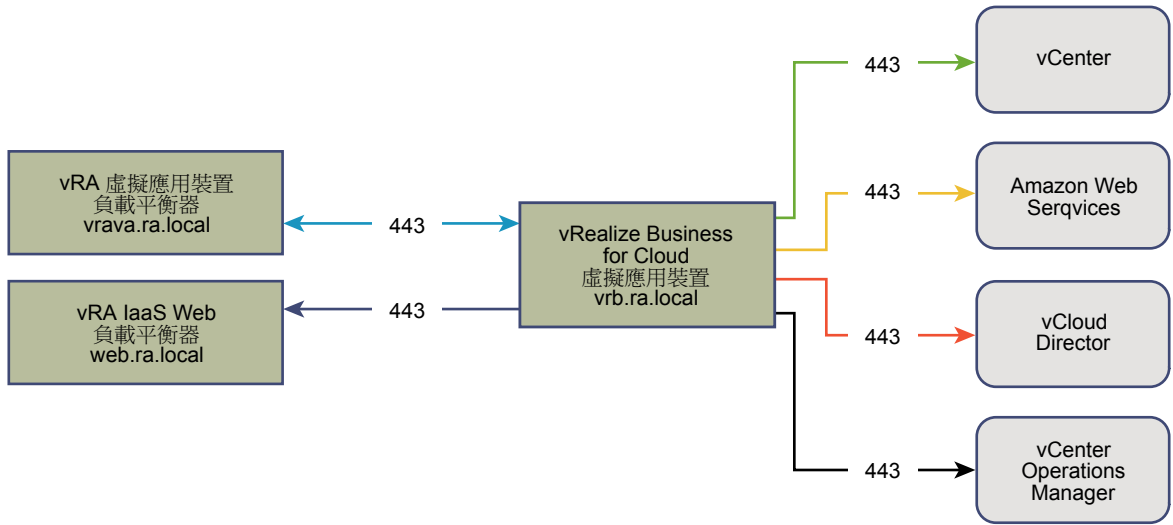 vRA 虛擬應用裝置
負載平衡器
vrava.ra.local
443
vRA IaaS Web
負載平衡器
web.ra.local
443
vRealize Business
for Cloud
虛擬應用裝置
vrb.ra.local
443
vCenter
443
Amazon Web
Serqvices
443
vCloud
Director
443
vCenter
Operations
Manager